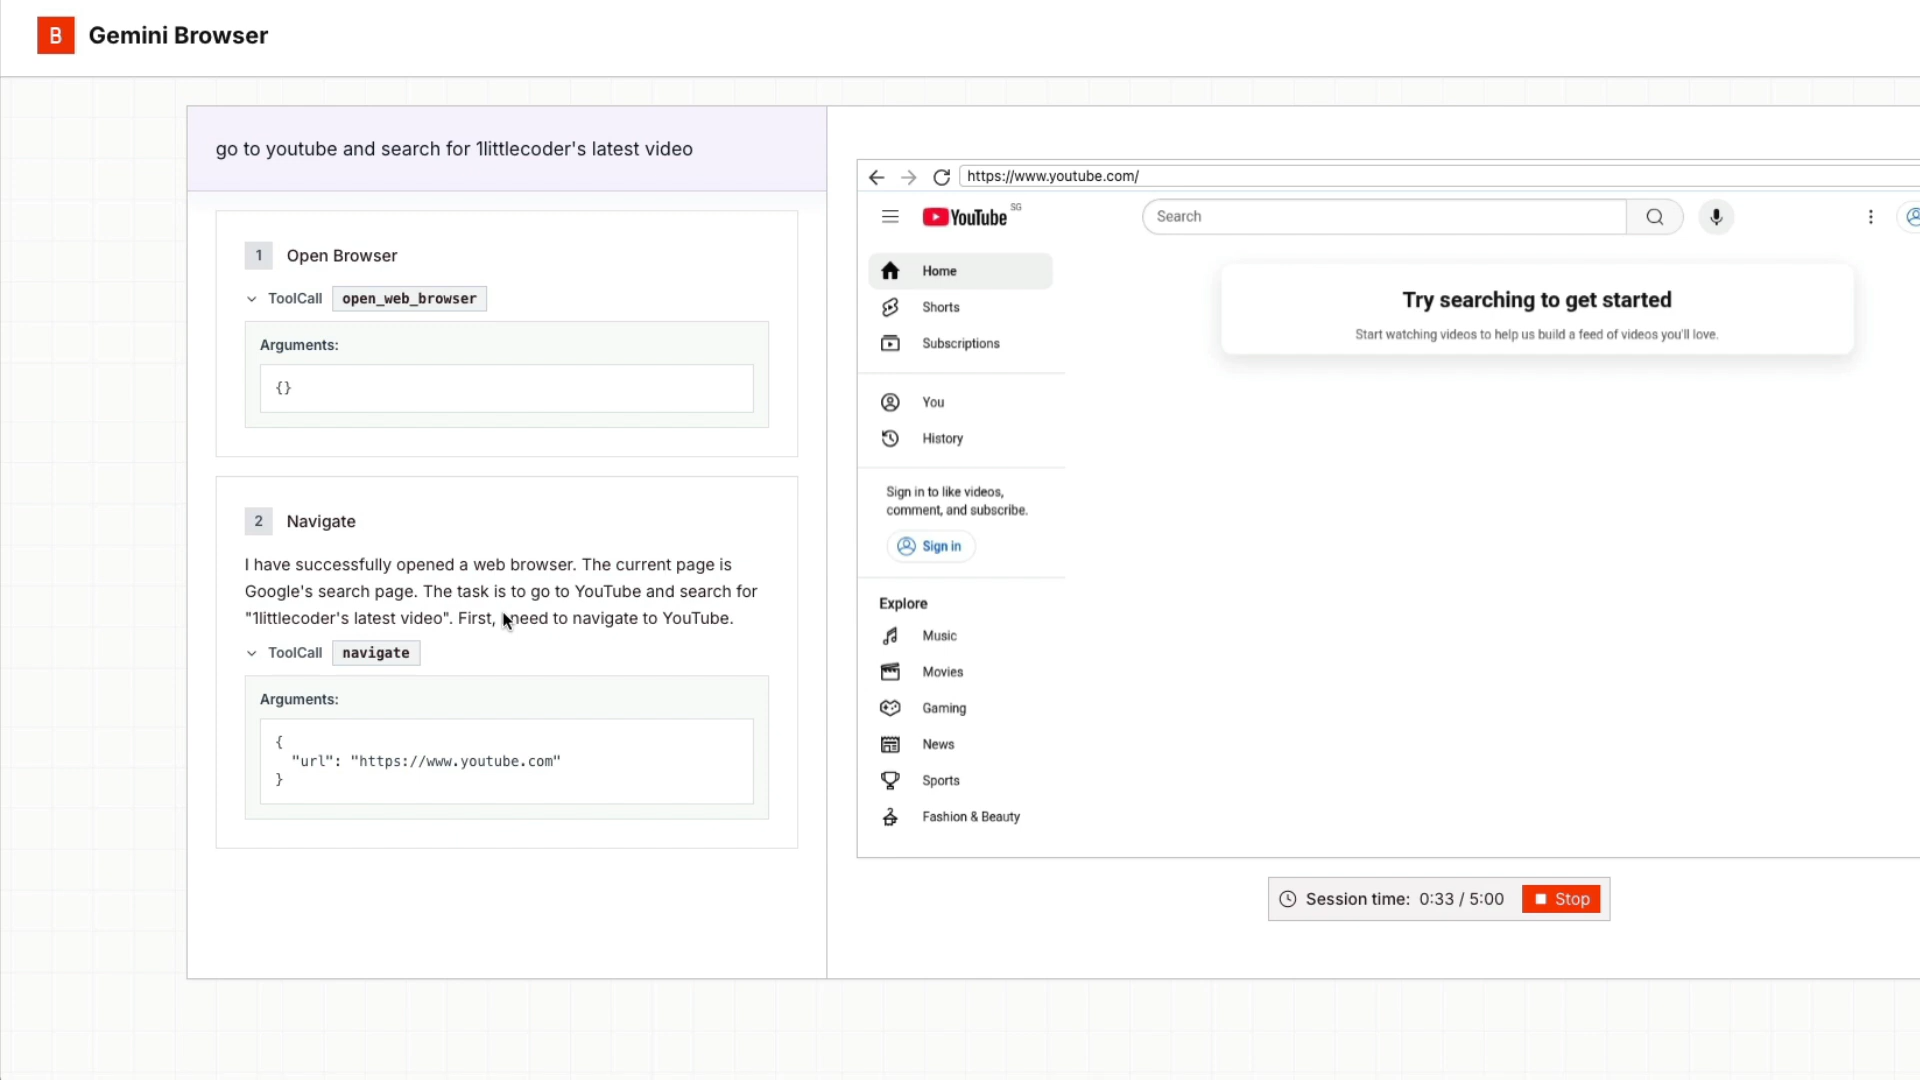 B Gemini Browser
go to youtube and search for 1littlecoder's latest video
1 Open Browser
ToolCall open_web_browser
Arguments:
{}
2 Navigate
I have successfully opened a web browser. The current page is
Google's search page. The task is to go to YouTube and search for
"1littlecoder's latest video". First, I need to navigate to YouTube.
ToolCall navigate
Arguments:
{
"url": "https://www.youtube.com"
}
https://www.youtube.com/
YouTube SG
Search
Home
Shorts
Subscriptions
You
History
Sign in to like videos,
comment, and subscribe.
Sign in
Explore
Music
Movies
Gaming
News
Sports
Fashion & Beauty
Try searching to get started
Start watching videos to help us build a feed of videos you'll love.
Session time: 0:33 / 5:00 Stop